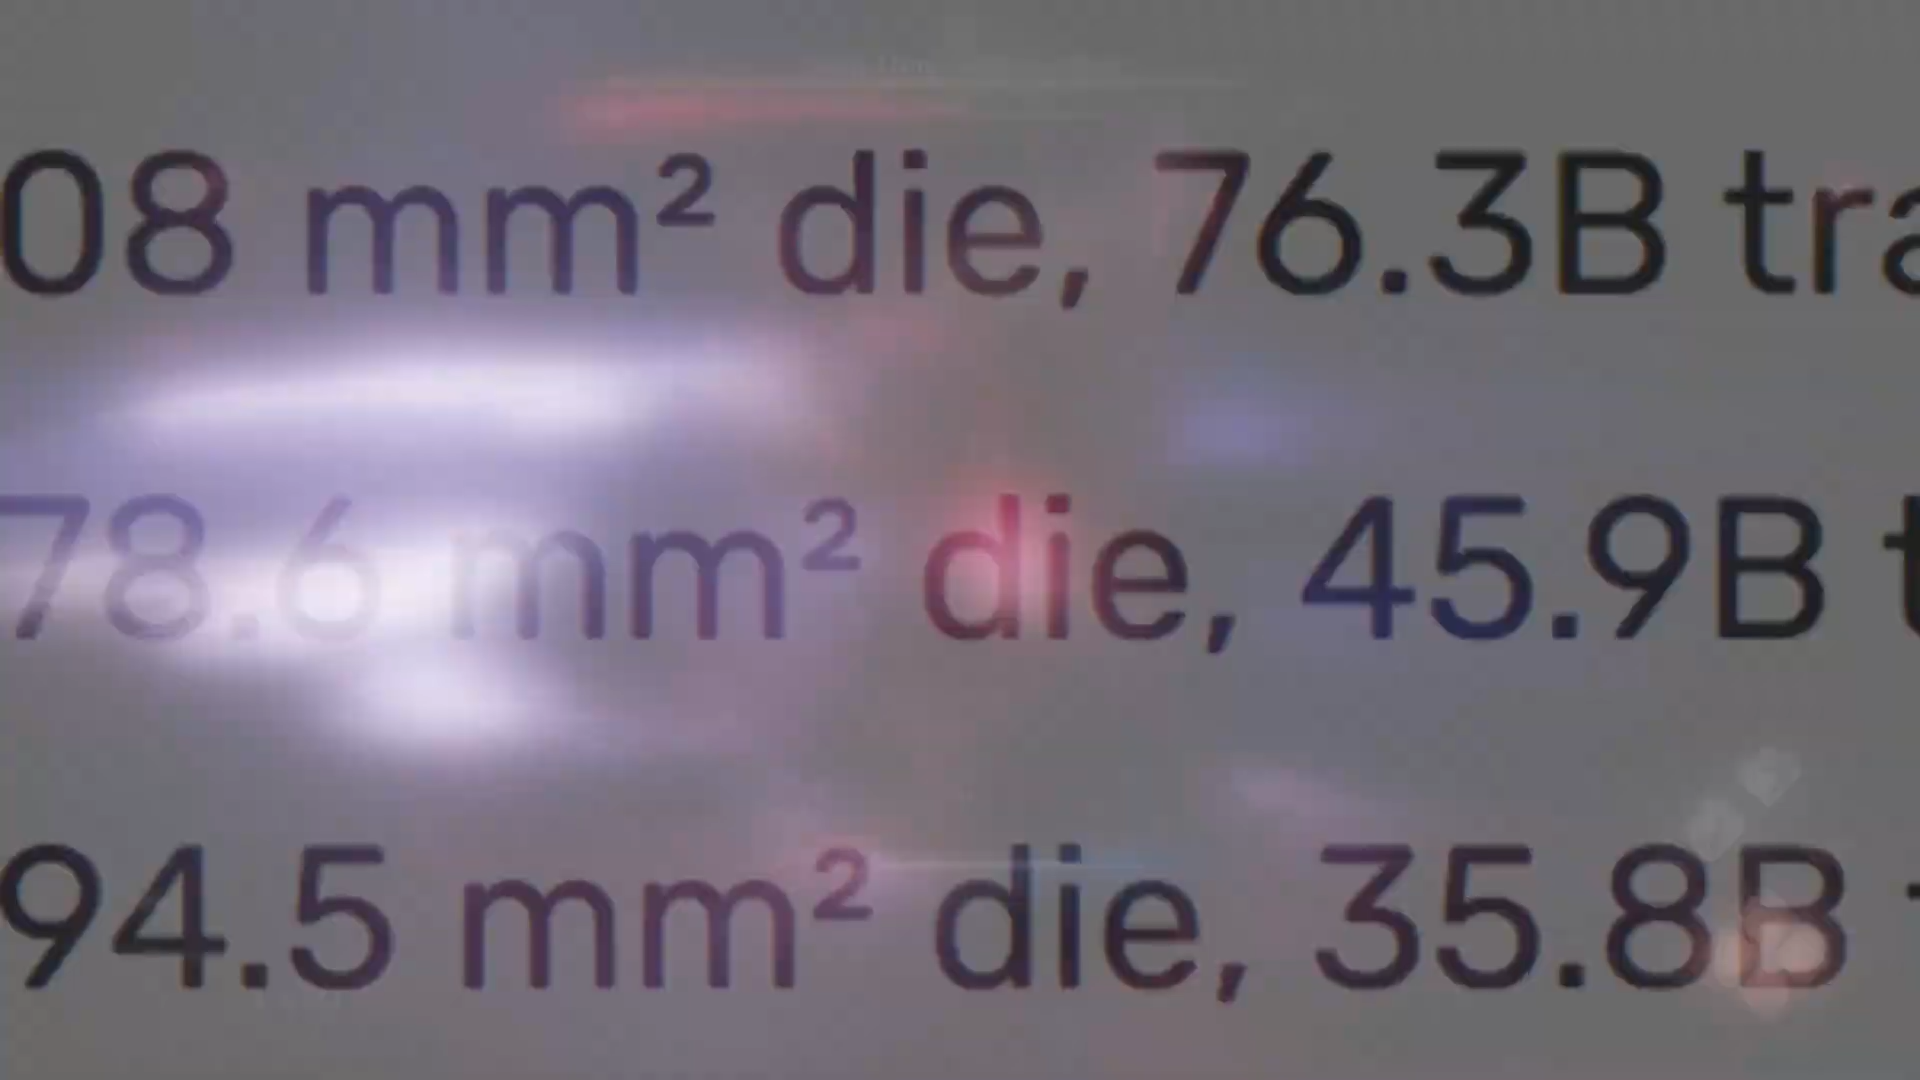 08 mm² die, 76.3B tra
78.6 mm² die, 45.9B t
94.5 mm² die, 35.8B